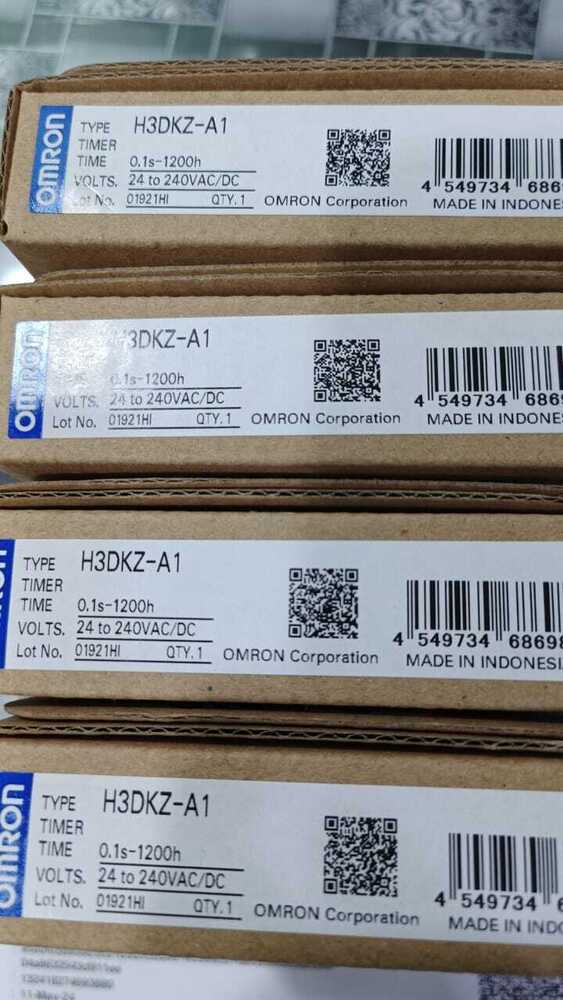 OMRON
TYPE H3DKZ-A1
TIMER
TIME 0.1s-1200h
VOLTS. 24 to 240VAC/DC
Lot No. 01921HI QTY. 1
OMRON Corporation
4 549734 686
MADE IN INDONES
OMRON
H3DKZ-A1
0.1s-1200h
VOLTS. 24 to 240VAC/DC
Lot No. 01921HI QTY. 1
OMRON Corporation
4 549734 686
MADE IN INDONE
TYPE H3DKZ-A1
TIMER
TIME 0.1s-1200h
VOLTS. 24 to 240VAC/DC
Lot No. 01921HI QTY. 1
OMRON Corporation
4 549734 6869
MADE IN INDONESI
OMRON
TYPE H3DKZ-A1
TIMER
TIME 0.1s-1200h
VOLTS. 24 to 240VAC/DC
Lot No. 01921HI QTY. 1
OMRON Corporation
4 549734
MADE IN INDO
11-May-24